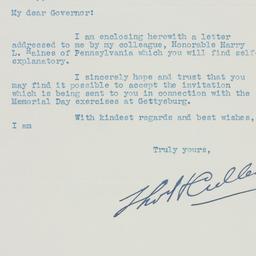 My dear Governor:
I am enclosing herewith a letter
addressed to me by my colleague, Honorable Harry
L. Haines of Pennsylvania which you will find self-
explanatory.
I sincerely hope and trust that you
may find it possible to accept the invitation
which is being sent to you in connection with the
Memorial Day exercises at Gettysburg.
With kindest regards and best wishes,
I am
Truly yours,